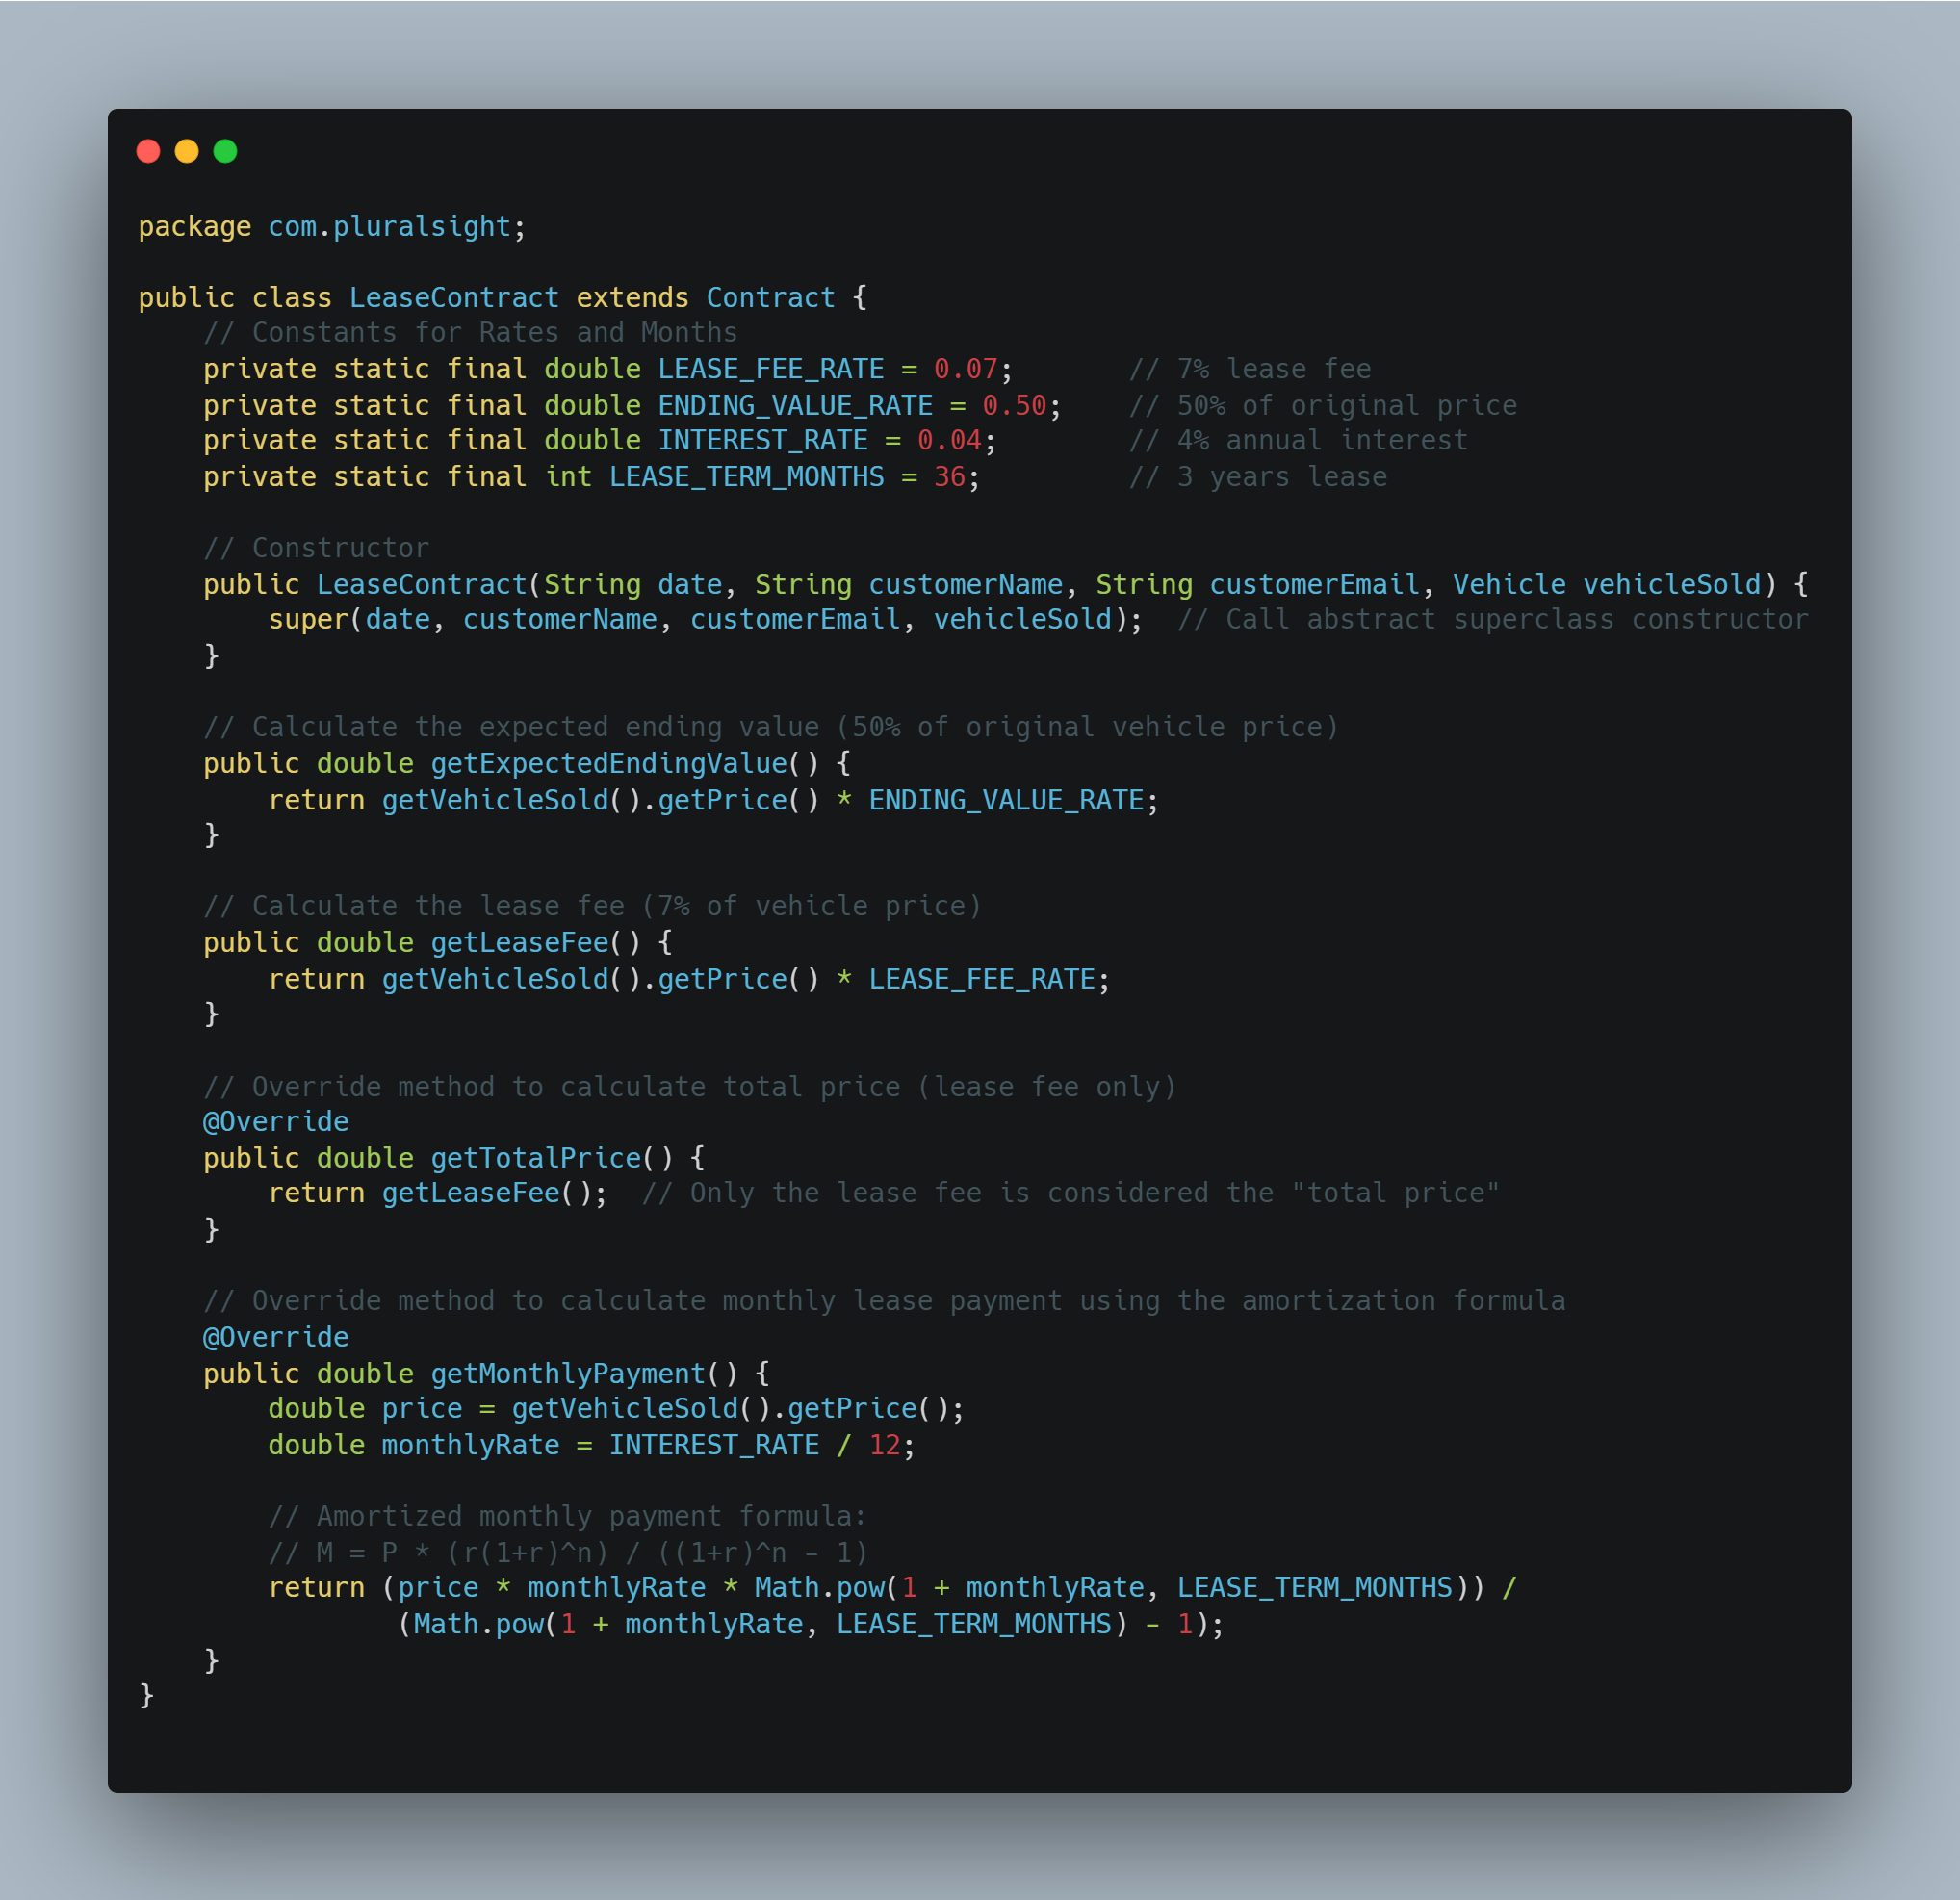 package com.pluralsight;

public class LeaseContract extends Contract {
    // Constants for Rates and Months
    private static final double LEASE_FEE_RATE = 0.07;       // 7% lease fee
    private static final double ENDING_VALUE_RATE = 0.50;    // 50% of original price
    private static final double INTEREST_RATE = 0.04;        // 4% annual interest
    private static final int LEASE_TERM_MONTHS = 36;         // 3 years lease

    // Constructor
    public LeaseContract(String date, String customerName, String customerEmail, Vehicle vehicleSold) {
        super(date, customerName, customerEmail, vehicleSold);  // Call abstract superclass constructor
    }

    // Calculate the expected ending value (50% of original vehicle price)
    public double getExpectedEndingValue() {
        return getVehicleSold().getPrice() * ENDING_VALUE_RATE;
    }

    // Calculate the lease fee (7% of vehicle price)
    public double getLeaseFee() {
        return getVehicleSold().getPrice() * LEASE_FEE_RATE;
    }

    // Override method to calculate total price (lease fee only)
    @Override
    public double getTotalPrice() {
        return getLeaseFee();  // Only the lease fee is considered the "total price"
    }

    // Override method to calculate monthly lease payment using the amortization formula
    @Override
    public double getMonthlyPayment() {
        double price = getVehicleSold().getPrice();
        double monthlyRate = INTEREST_RATE / 12;

        // Amortized monthly payment formula:
        // M = P * (r(1+r)^n) / ((1+r)^n - 1)
        return (price * monthlyRate * Math.pow(1 + monthlyRate, LEASE_TERM_MONTHS)) /
                (Math.pow(1 + monthlyRate, LEASE_TERM_MONTHS) - 1);
    }
}